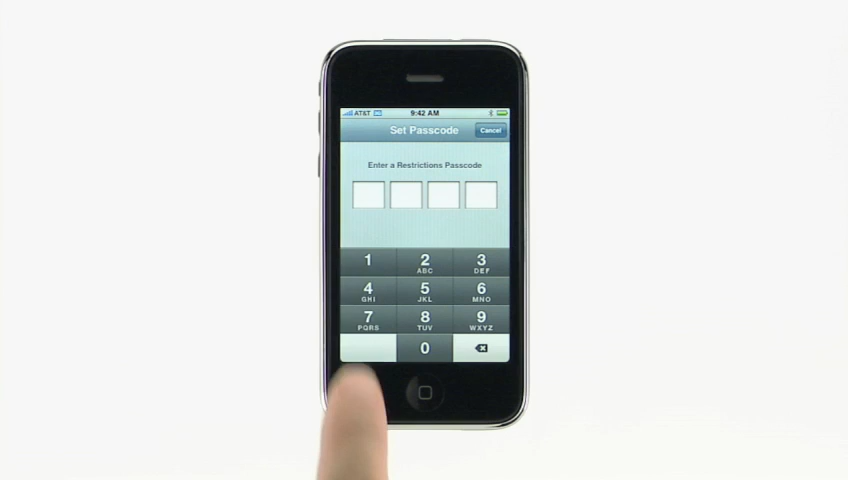 AT&T 9:42 AM
Set Passcode Cancel
Enter a Restrictions Passcode
1 2 3
ABC DEF
4 5 6
GHI JKL MNO
7 8 9
PQRS TUV WXYZ
0